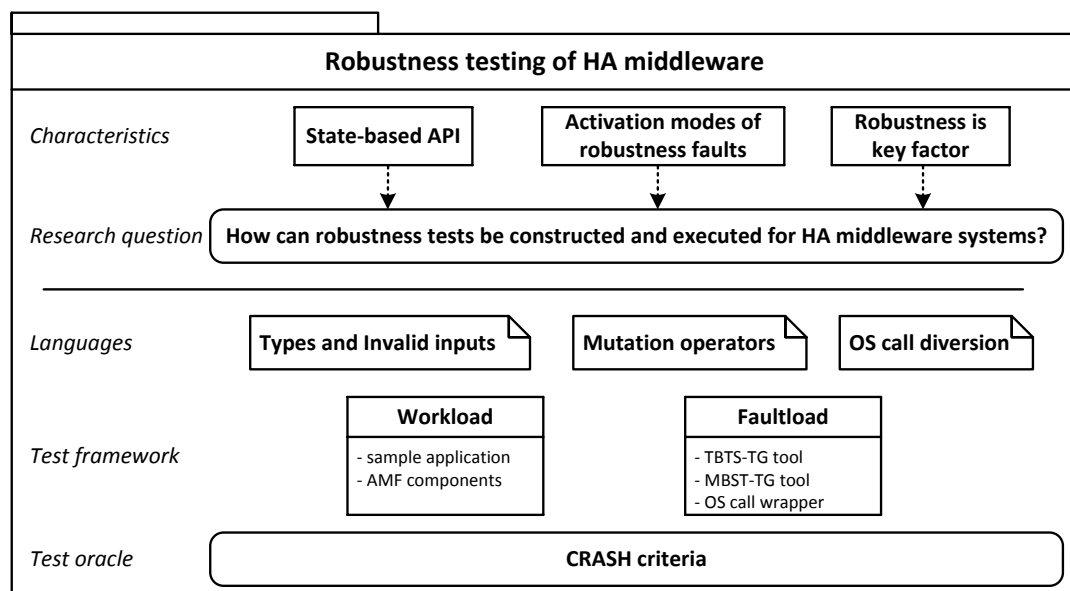 Robustness testing of HA middleware
Characteristics
State-based API
Activation modes of
robustness faults
Robustness is
key factor
Research question
How can robustness tests be constructed and executed for HA middleware systems?
Languages
Types and Invalid inputs
Mutation operators
OS call diversion
Test framework
Workload
- sample application
- AMF components
Faultload
- TBTS-TG tool
- MBST-TG tool
- OS call wrapper
Test oracle
CRASH criteria